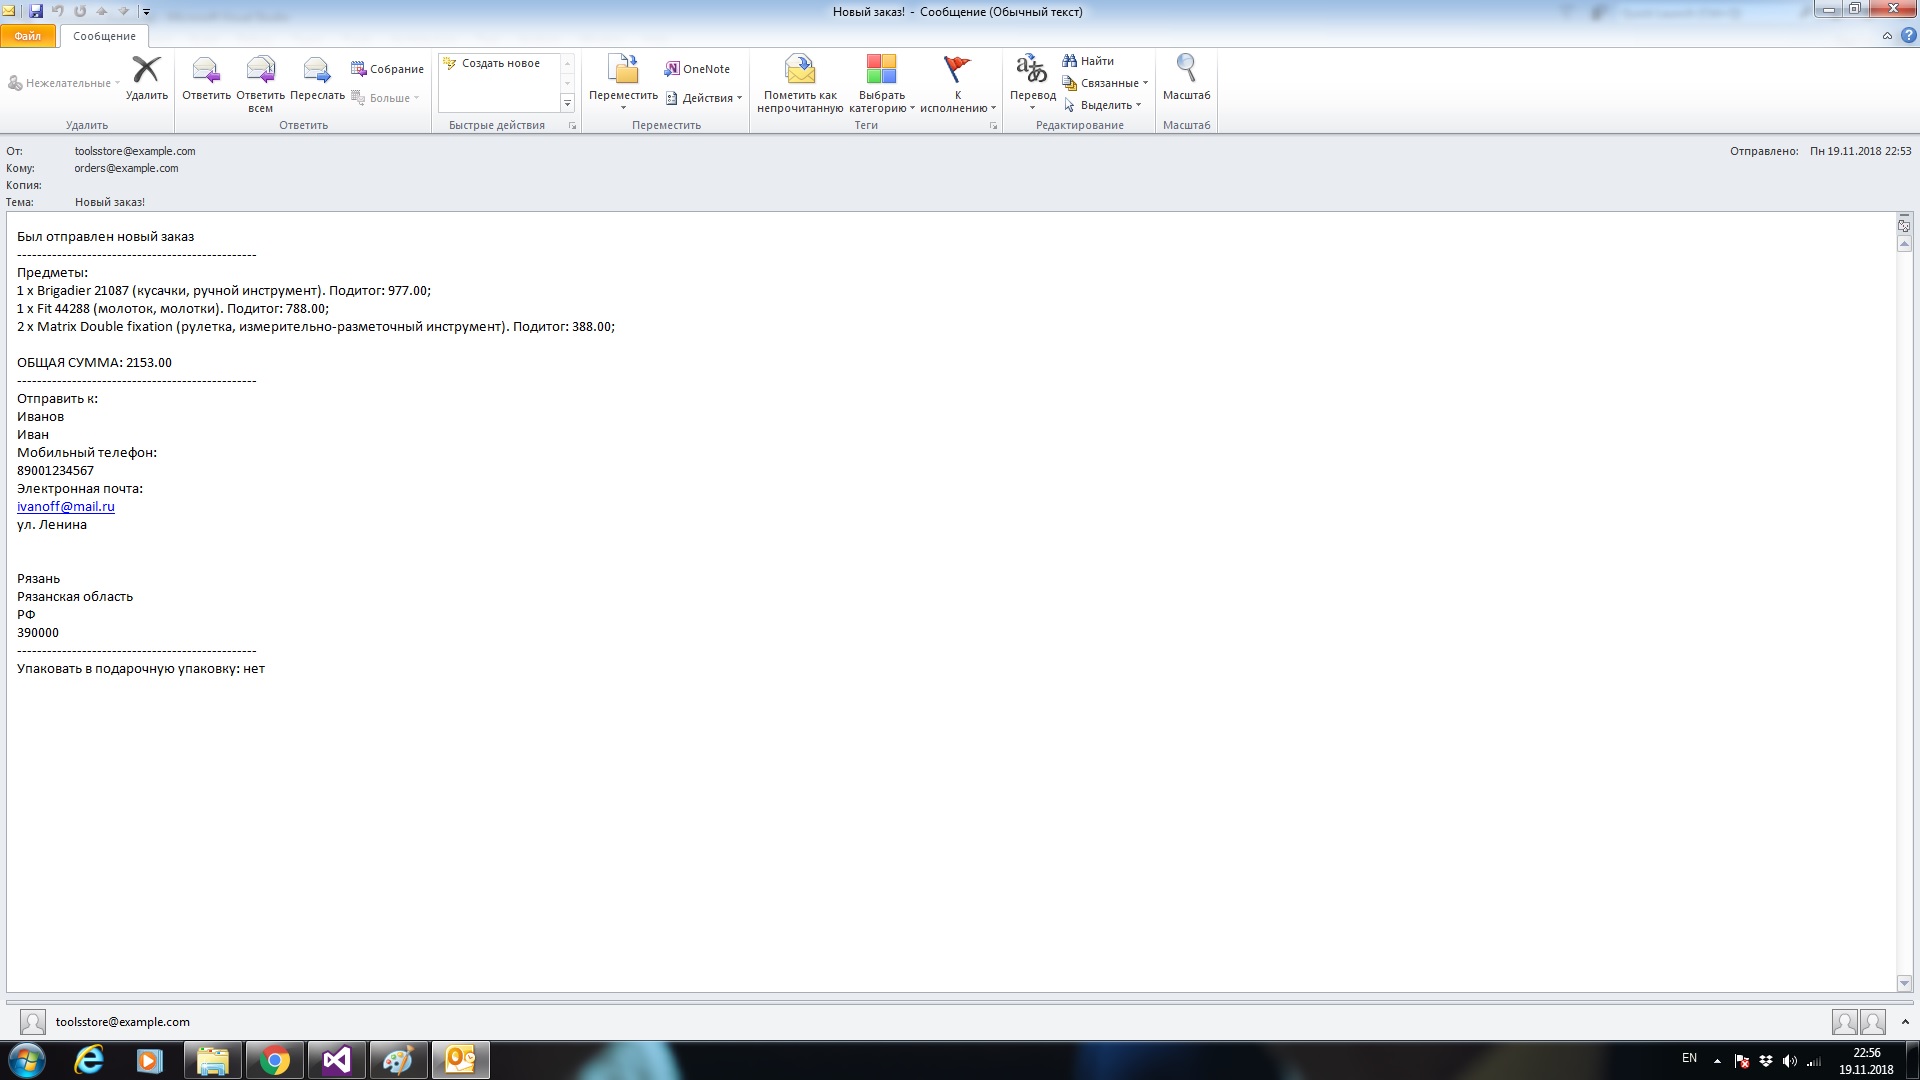 Новый заказ! - Сообщение (Обычный текст)
Файл
Сообщение
Нежелательные
Удалить
Удалить
Ответить
Ответить всем
Переслать
Собрание
Больше
Ответить
Создать новое
Быстрые действия
Переместить
OneNote
Действия
Переместить
Пометить как непрочитанную
Выбрать категорию
К исполнению
Теги
Перевод
Найти
Связанные
Выделить
Редактирование
Масштаб
Масштаб
От: toolsstore@example.com
Отправлено: Пн 19.11.2018 22:53
Кому: orders@example.com
Копия:
Тема: Новый заказ!
Был отправлен новый заказ
------------------------------------------------
Предметы:
1 x Brigadier 21087 (кусачки, ручной инструмент). Подитог: 977.00;
1 x Fit 44288 (молоток, молотки). Подитог: 788.00;
2 x Matrix Double fixation (рулетка, измерительно-разметочный инструмент). Подитог: 388.00;
ОБЩАЯ СУММА: 2153.00
------------------------------------------------
Отправить к:
Иванов
Иван
Мобильный телефон:
89001234567
Электронная почта:
ivanoff@mail.ru
ул. Ленина
Рязань
Рязанская область
РФ
390000
------------------------------------------------
Упаковать в подарочную упаковку: нет
toolsstore@example.com
EN
22:56
19.11.2018